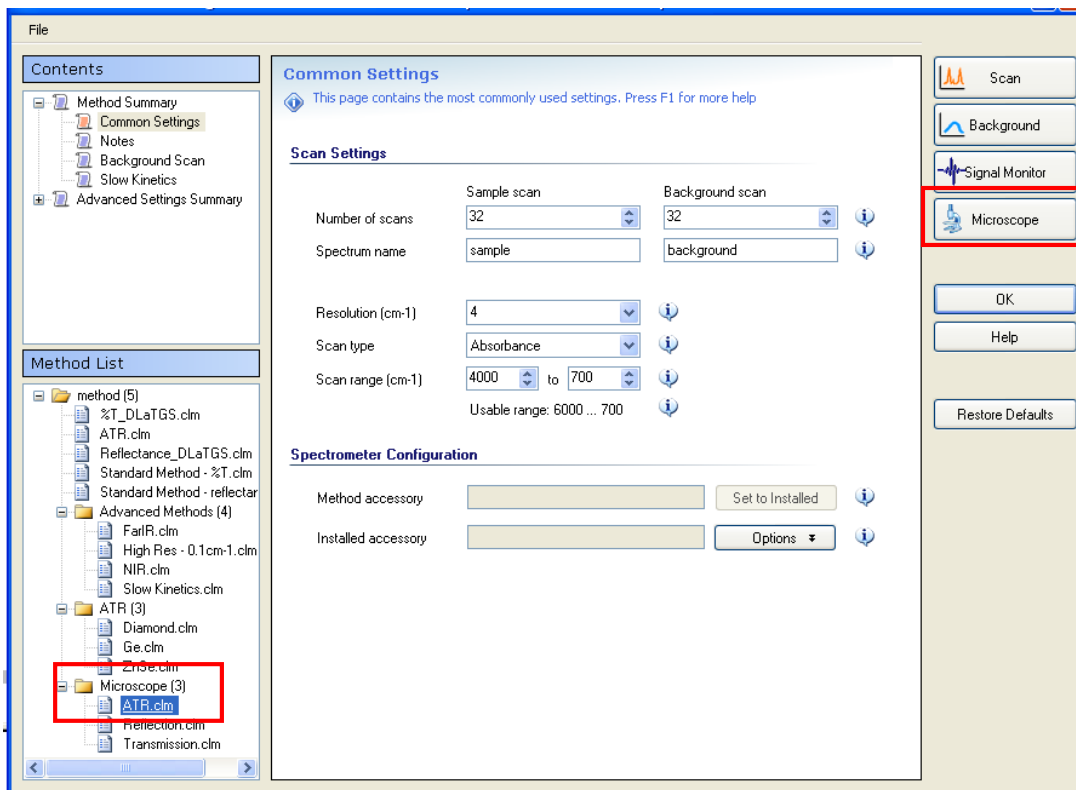 File
Contents
Method Summary
Common Settings
Notes
Background Scan
Slow Kinetics
Advanced Settings Summary
Method List
method (5)
%T_DLaTGS.clm
ATR.clm
Reflectance_DLaTGS.clm
Standard Method - %T.clm
Standard Method - reflectar
Advanced Methods (4)
FarIR.clm
High Res - 0.1cm-1.clm
NIR.clm
Slow Kinetics.clm
ATR (3)
Diamond.clm
Ge.clm
ZnSe.clm
Microscope (3)
ATR.clm
Reflection.clm
Transmission.clm
Common Settings
This page contains the most commonly used settings. Press F1 for more help
Scan Settings
Sample scan Background scan
Number of scans 32 32
Spectrum name sample background
Resolution (cm-1) 4
Scan type Absorbance
Scan range (cm-1) 4000 to 700
Usable range: 6000 ... 700
Spectrometer Configuration
Method accessory Set to Installed
Installed accessory Options
Scan
Background
Signal Monitor
Microscope
OK
Help
Restore Defaults